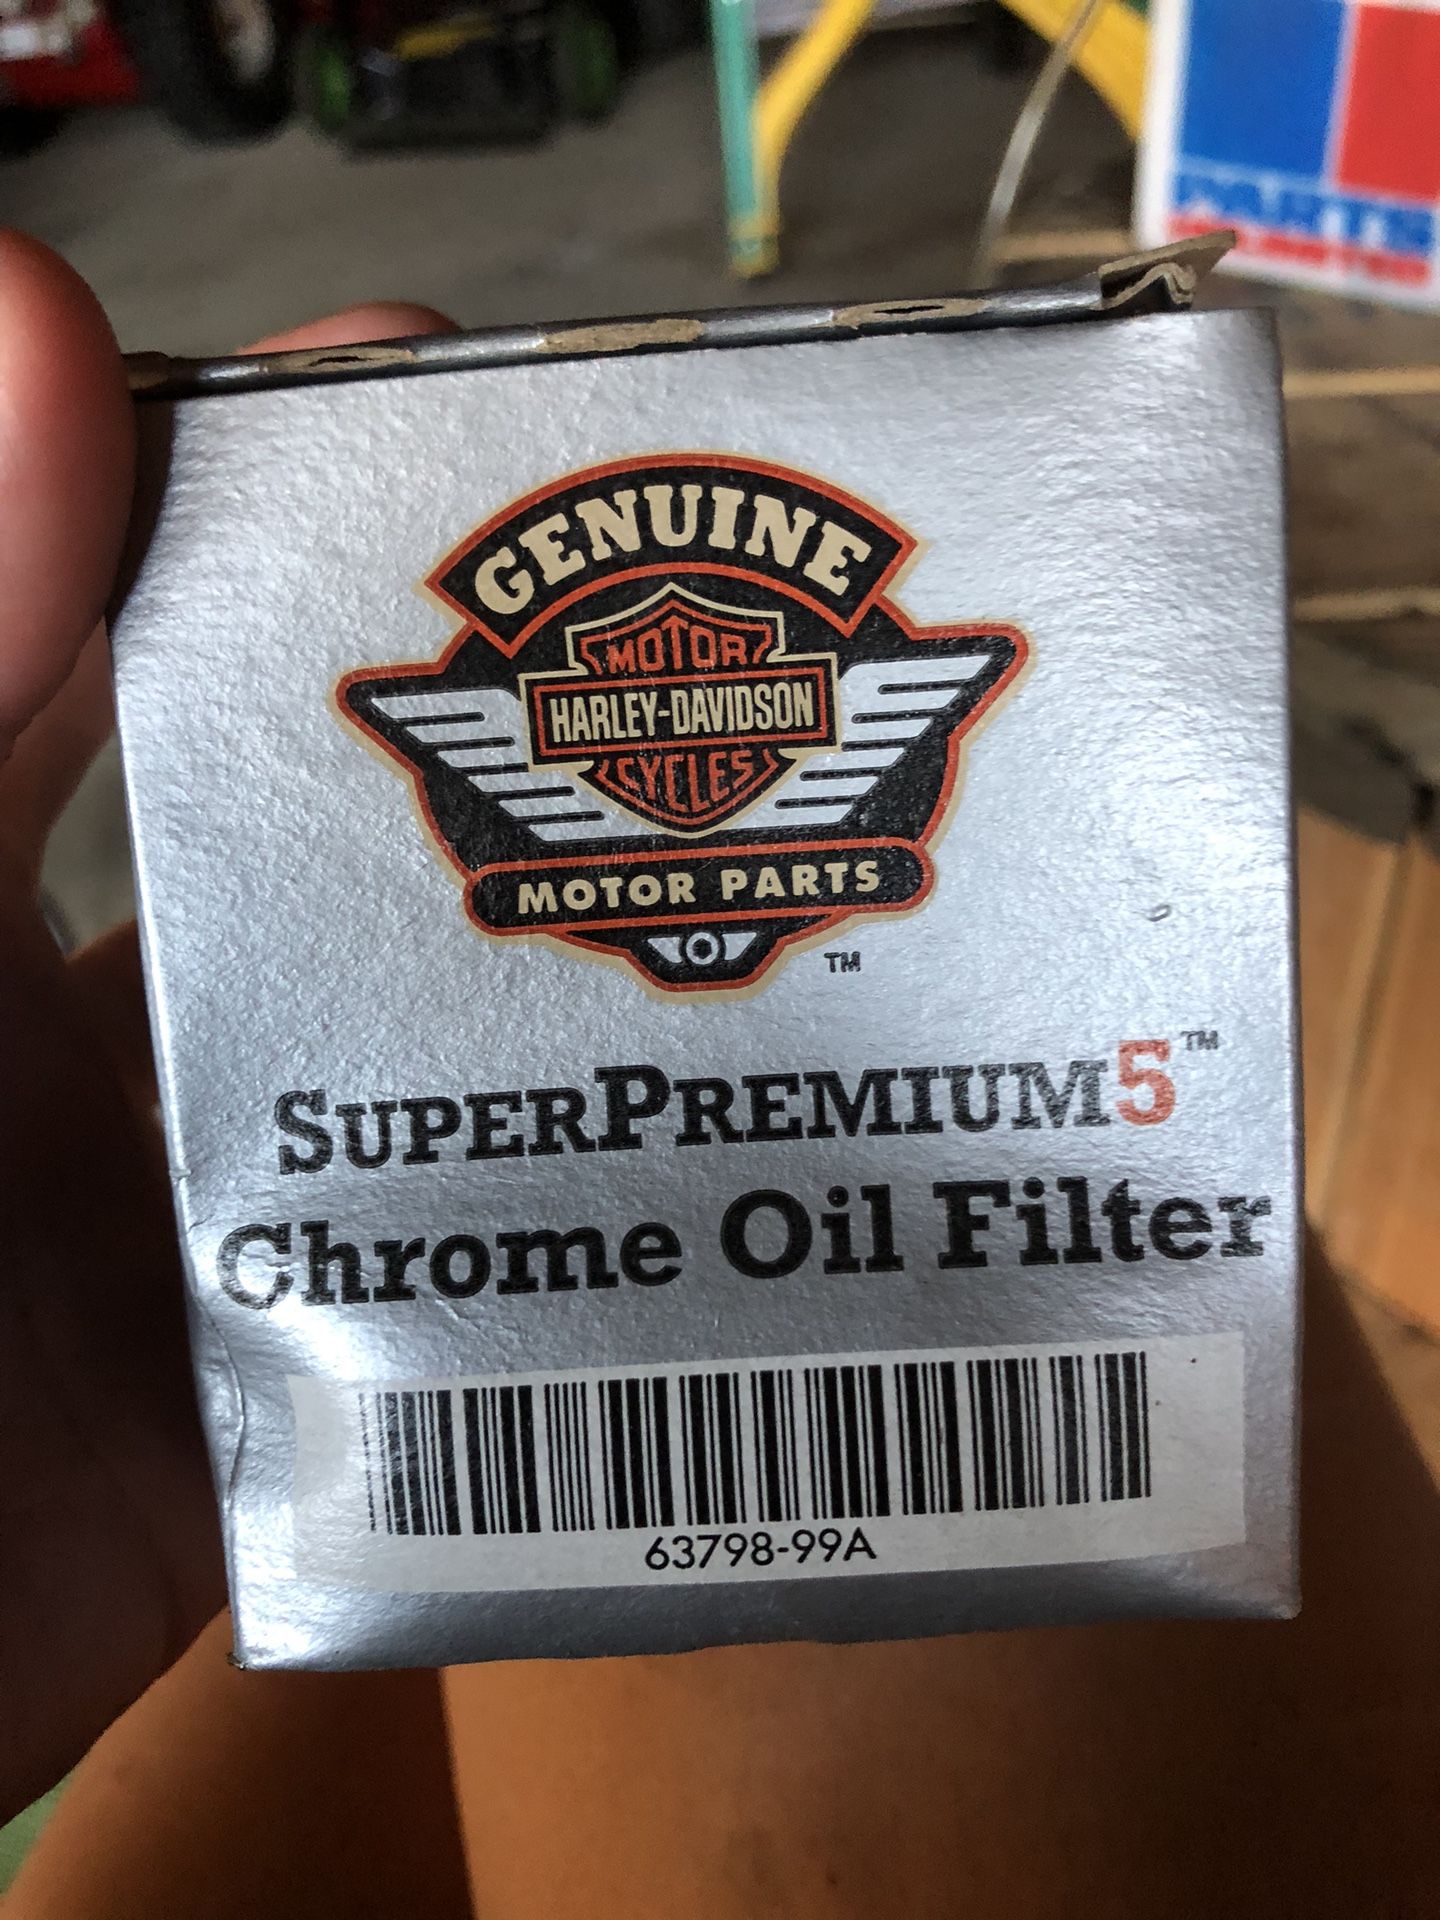 GENUINE
MOTOR
HARLEY-DAVIDSON
CYCLES
MOTOR PARTS
TM
SUPERPREMIUM5™
Chrome Oil Filter
63798-99A